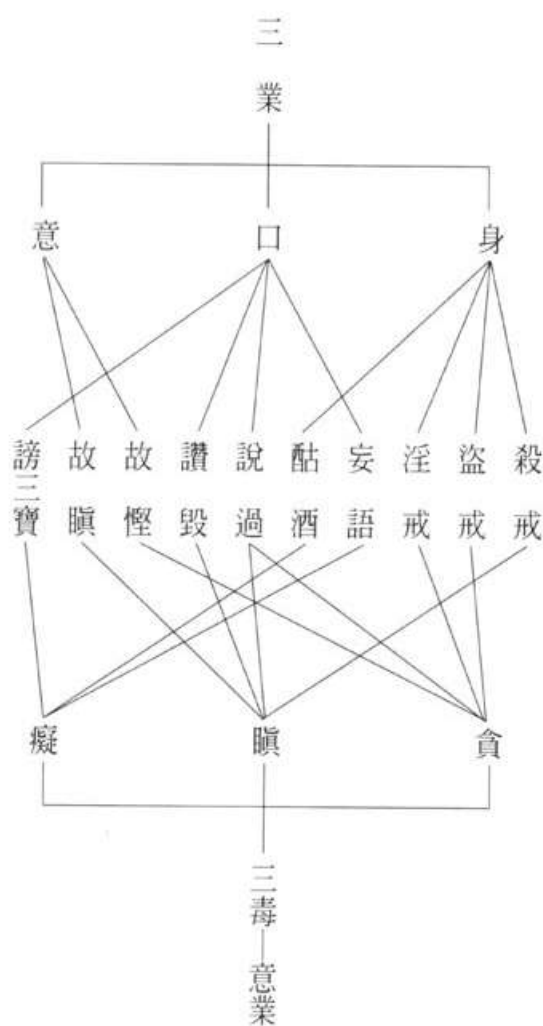 三業
身
口
意
殺戒
盜戒
淫戒
妄語
酤酒
說過
讚毀
故慳
故瞋
謗三寶
貪
瞋
癡
三毒—意業